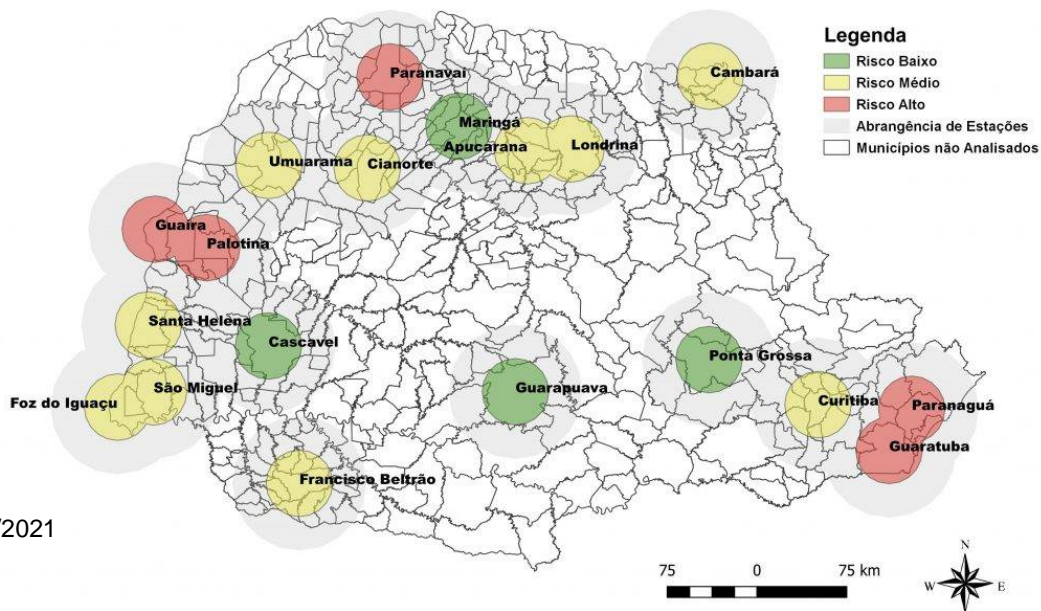 Legenda
Risco Baixo
Risco Médio
Risco Alto
Abrangência de Estações
Municípios não Analisados
Paranavai
Cambará
Maringá
Apucarana
Londrina
Umuarama
Cianorte
Guaíra
Palotina
Santa Helena
Cascavel
Ponta Grossa
Foz do Iguaçu
São Miguel
Guarapuava
Curitiba
Paranaguá
Guaratuba
Francisco Beltrão
/2021
75 0 75 km
N
W E
S